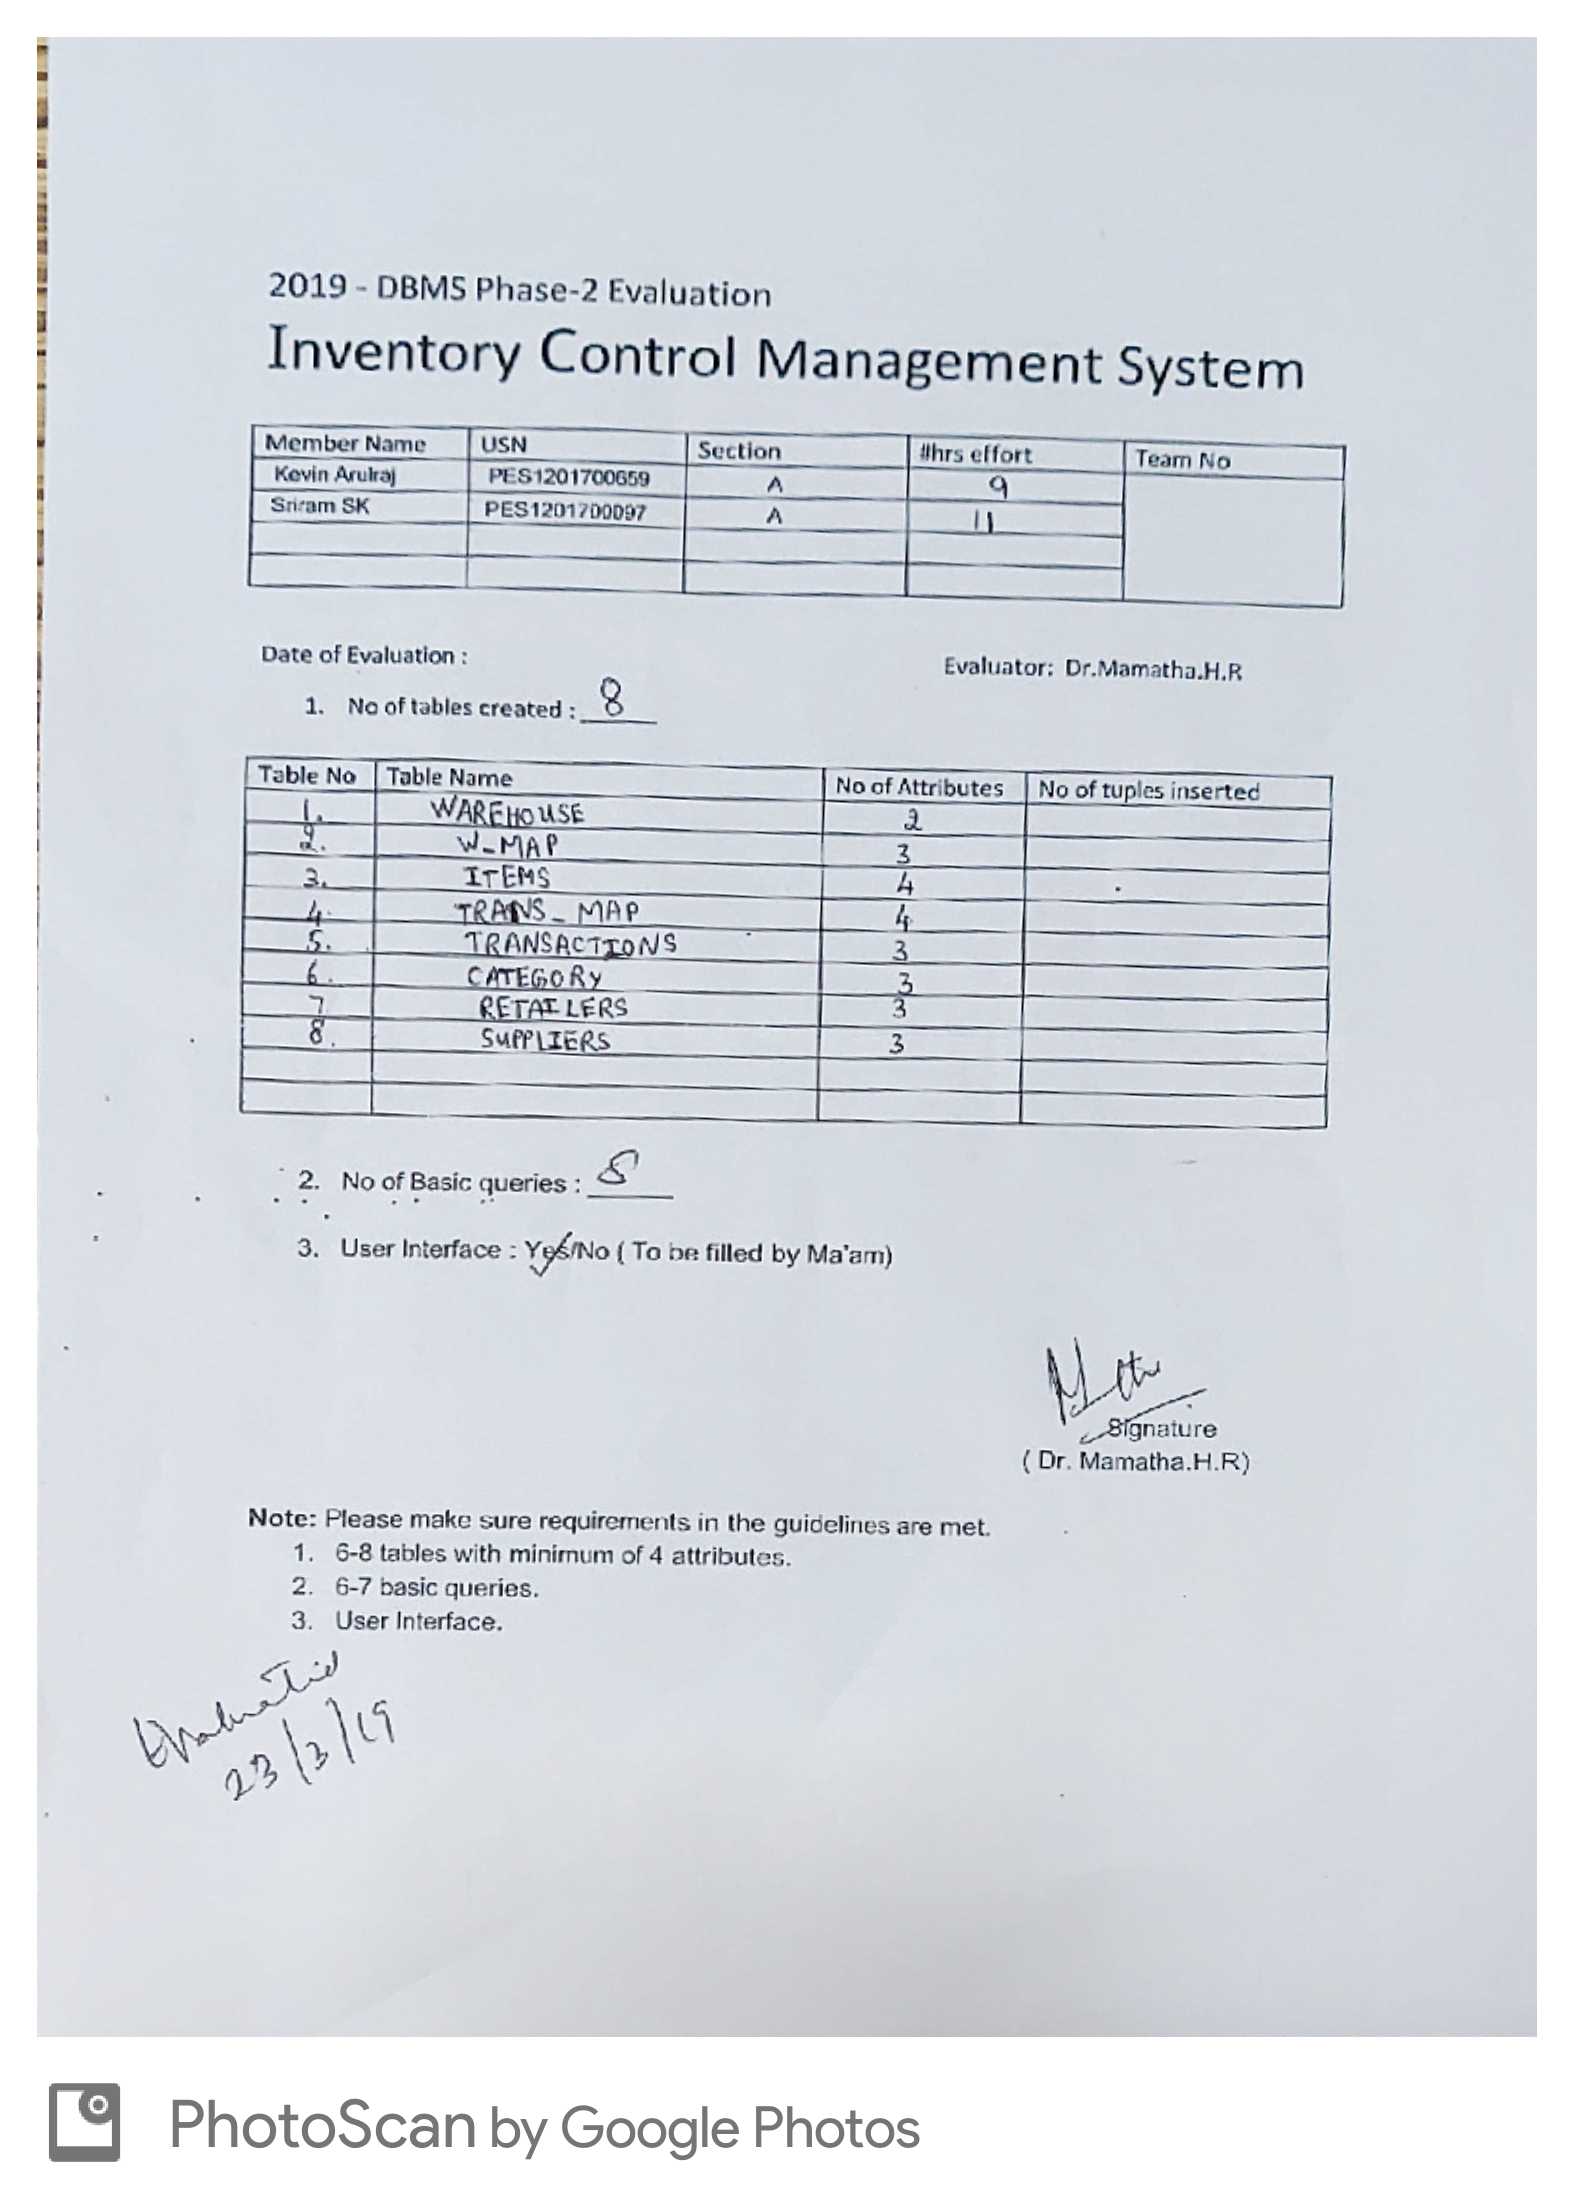 2019 - DBMS Phase-2 Evaluation
Inventory Control Management System
Member Name USN Section #hrs effort Team No
Kevin Arulraj PES1201700659 A 9
Sriram SK PES1201700097 A 11
Date of Evaluation :
Evaluator: Dr.Mamatha.H.R
1. No of tables created : 8
Table No Table Name No of Attributes No of tuples inserted
1. WAREHOUSE 2
2. W_MAP 3
3. ITEMS 4
4. TRANS_MAP 4
5. TRANSACTIONS 3
6. CATEGORY 3
7 RETAILERS 3
8. SUPPLIERS 3
2. No of Basic queries : 8
3. User Interface : Yes/No ( To be filled by Ma'am)
Signature
( Dr. Mamatha.H.R)
Note: Please make sure requirements in the guidelines are met.
1. 6-8 tables with minimum of 4 attributes.
2. 6-7 basic queries.
3. User Interface.
Evaluated
23/3/19
PhotoScan by Google Photos